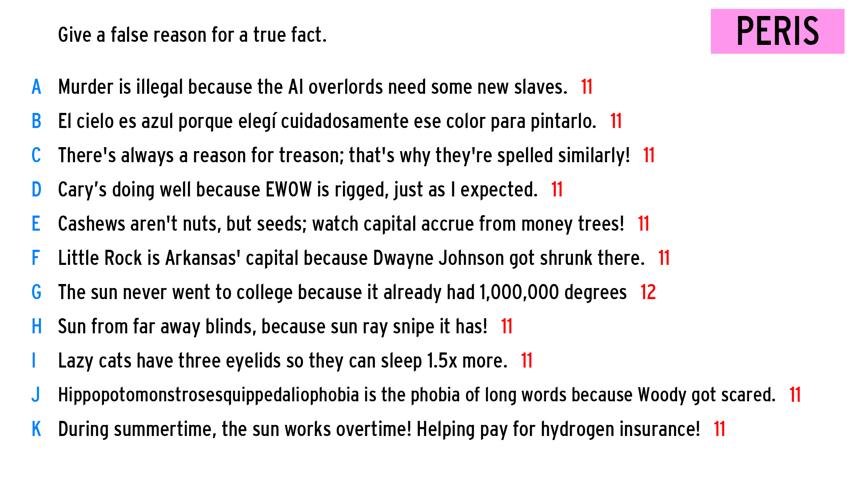 Give a false reason for a true fact.
PERIS
A Murder is illegal because the AI overlords need some new slaves. 11
B El cielo es azul porque elegí cuidadosamente ese color para pintarlo. 11
C There's always a reason for treason; that's why they're spelled similarly! 11
D Cary’s doing well because EWOW is rigged, just as I expected. 11
E Cashews aren't nuts, but seeds; watch capital accrue from money trees! 11
F Little Rock is Arkansas' capital because Dwayne Johnson got shrunk there. 11
G The sun never went to college because it already had 1,000,000 degrees 12
H Sun from far away blinds, because sun ray snipe it has! 11
I Lazy cats have three eyelids so they can sleep 1.5x more. 11
J Hippopotomonstrosesquippedaliophobia is the phobia of long words because Woody got scared. 11
K During summertime, the sun works overtime! Helping pay for hydrogen insurance! 11